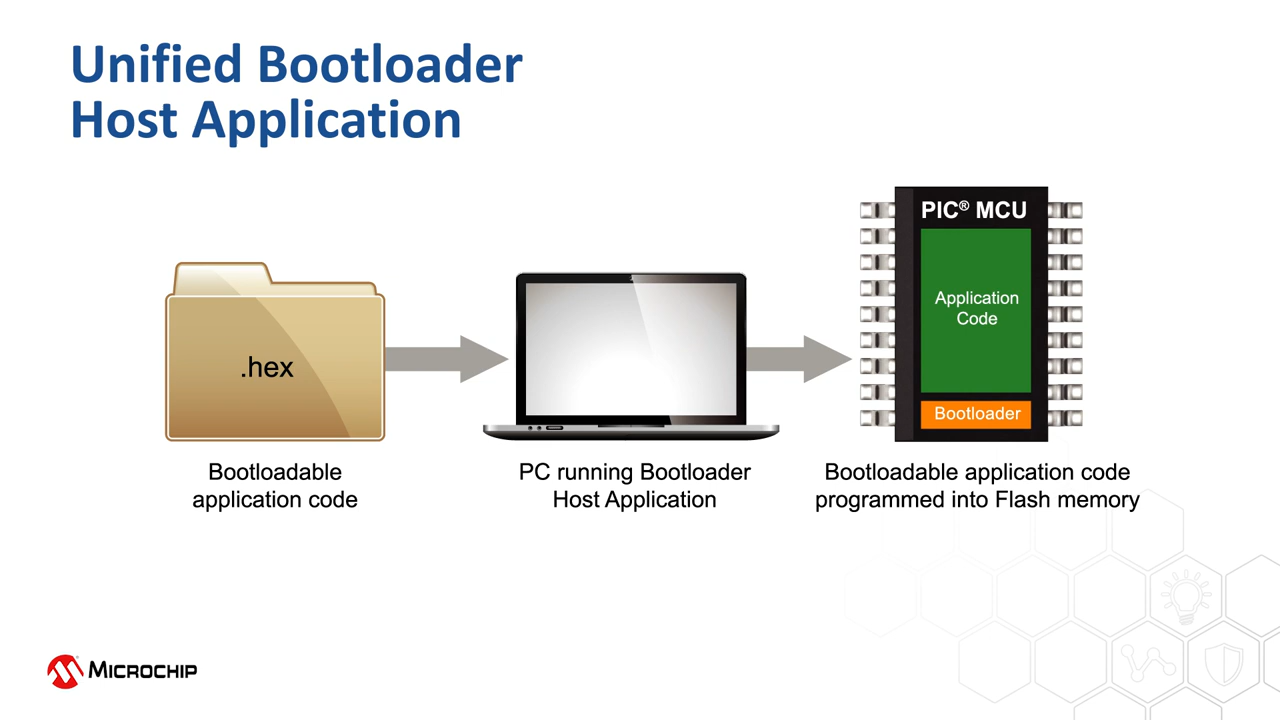 Unified Bootloader
Host Application
.hex
Bootloadable
application code
PC running Bootloader
Host Application
PIC® MCU
Application
Code
Bootloader
Bootloadable application code
programmed into Flash memory
MICROCHIP